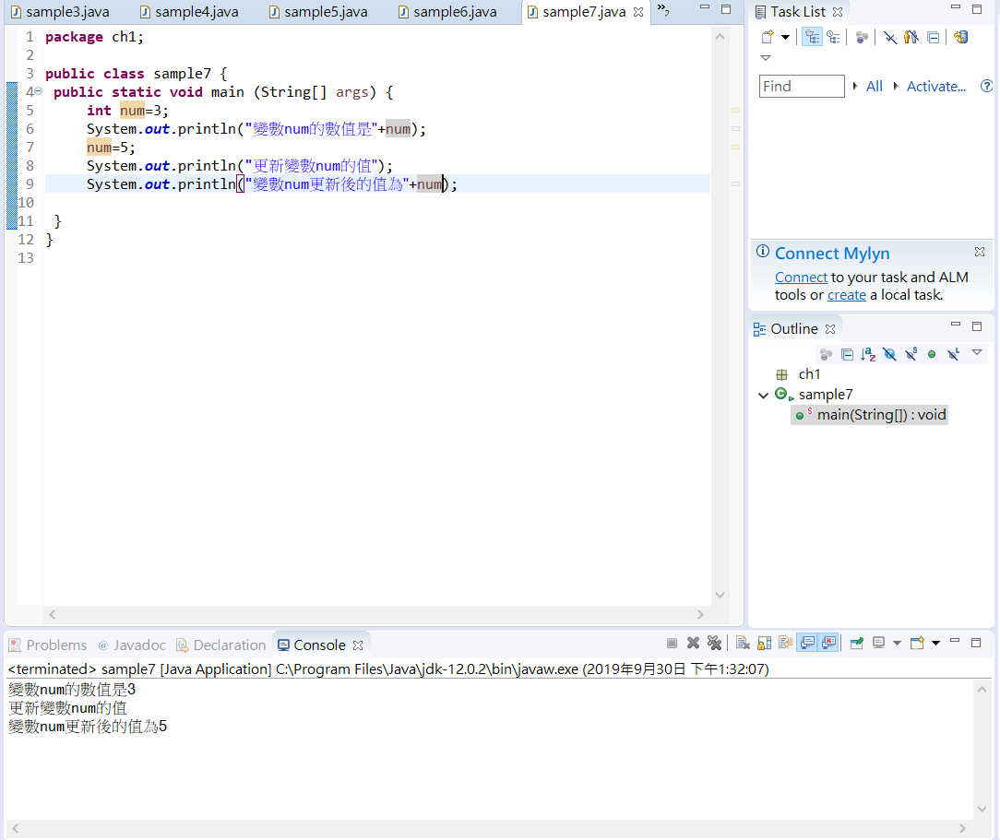 sample3.java sample4.java sample5.java sample6.java sample7.java »2
1 package ch1;
2
3 public class sample7 {
4 public static void main (String[] args) {
5 int num=3;
6 System.out.println("變數num的數值是"+num);
7 num=5;
8 System.out.println("更新變數num的值");
9 System.out.println("變數num更新後的值為"+num);
10
11 }
12 }
13
Task List
Find All Activate...
Connect Mylyn
Connect to your task and ALM
tools or create a local task.
Outline
ch1
sample7
main(String[]) : void
Problems @ Javadoc Declaration Console
<terminated> sample7 [Java Application] C:\Program Files\Java\jdk-12.0.2\bin\javaw.exe (2019年9月30日 下午1:32:07)
變數num的數值是3
更新變數num的值
變數num更新後的值為5